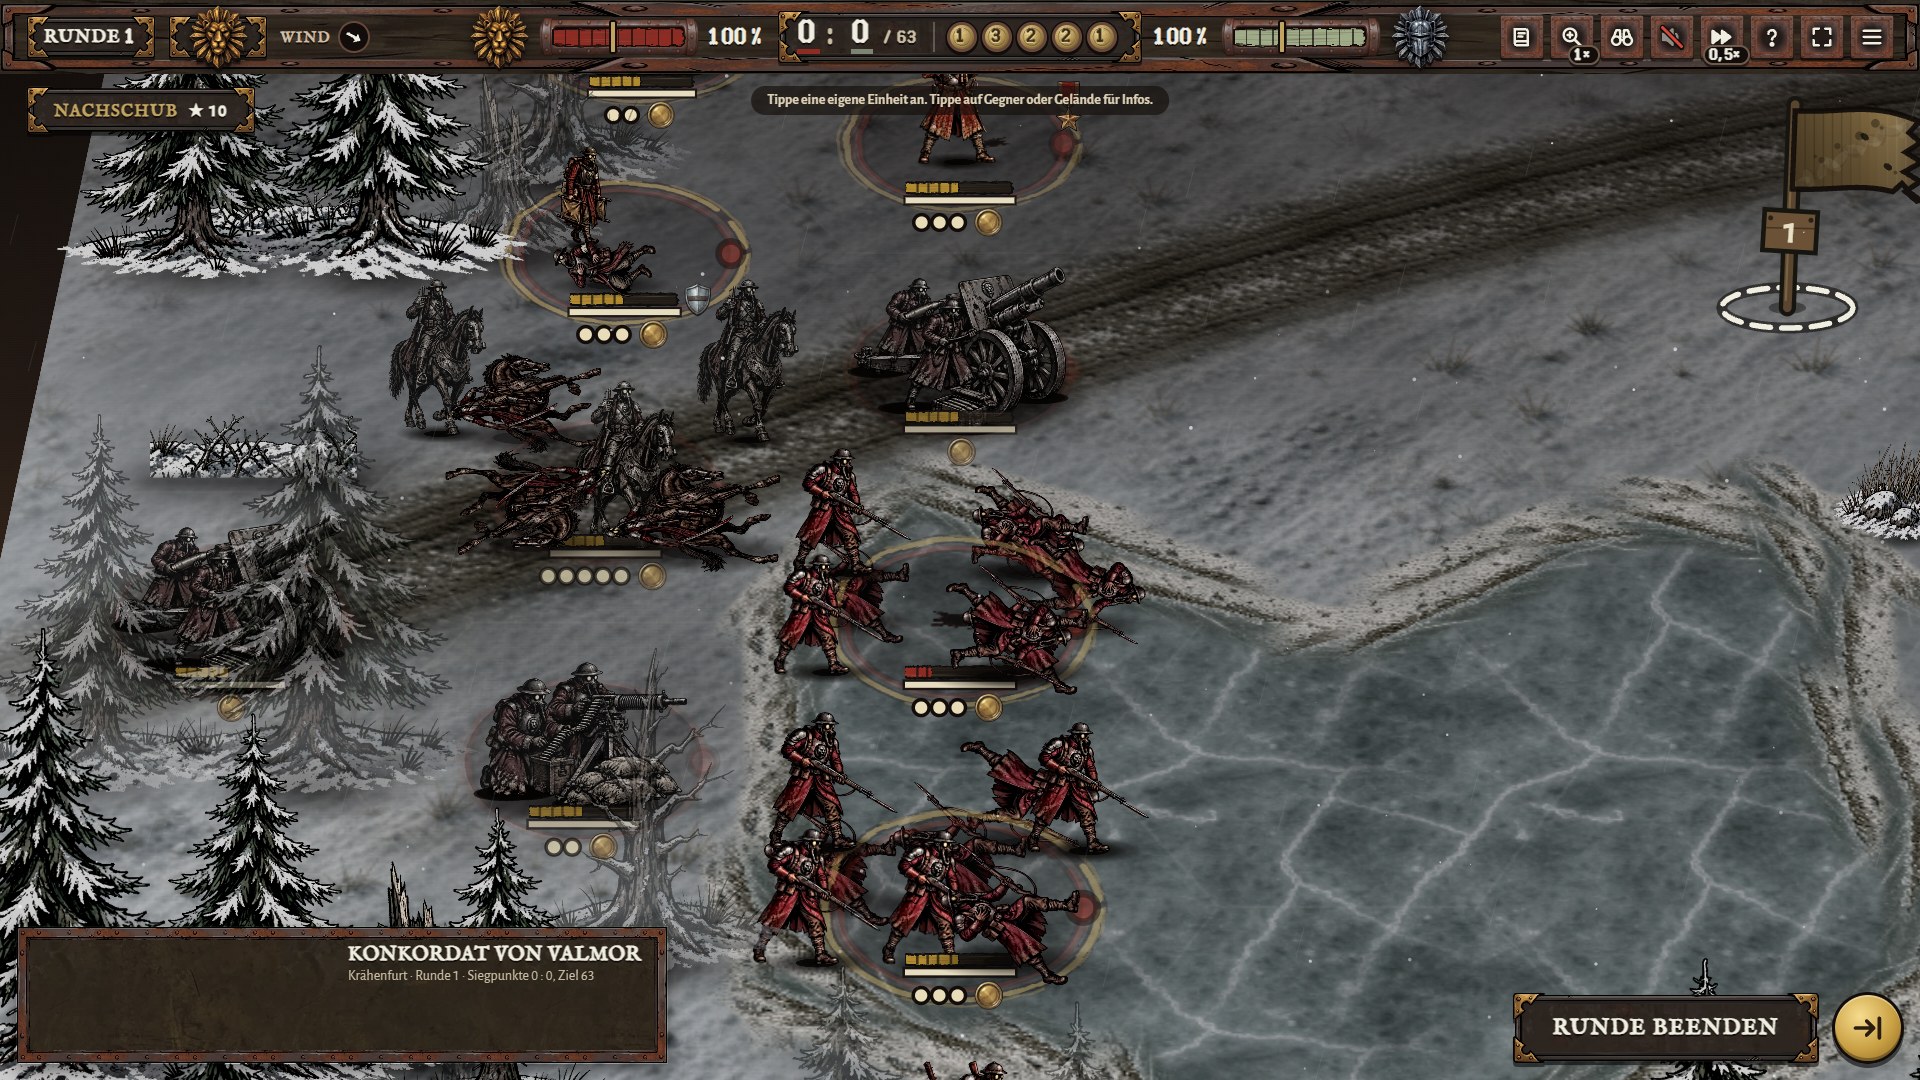 RUNDE 1
WIND
100%
0 : 0 / 63
1 3 2 2 1
100%
1×
0,5×
?
NACHSCHUB ★ 10
Tippe eine eigene Einheit an. Tippe auf Gegner oder Gelände für Infos.
1
KONKORDAT VON VALMOR
Krähenfurt · Runde 1 · Siegpunkte 0 : 0, Ziel 63
RUNDE BEENDEN